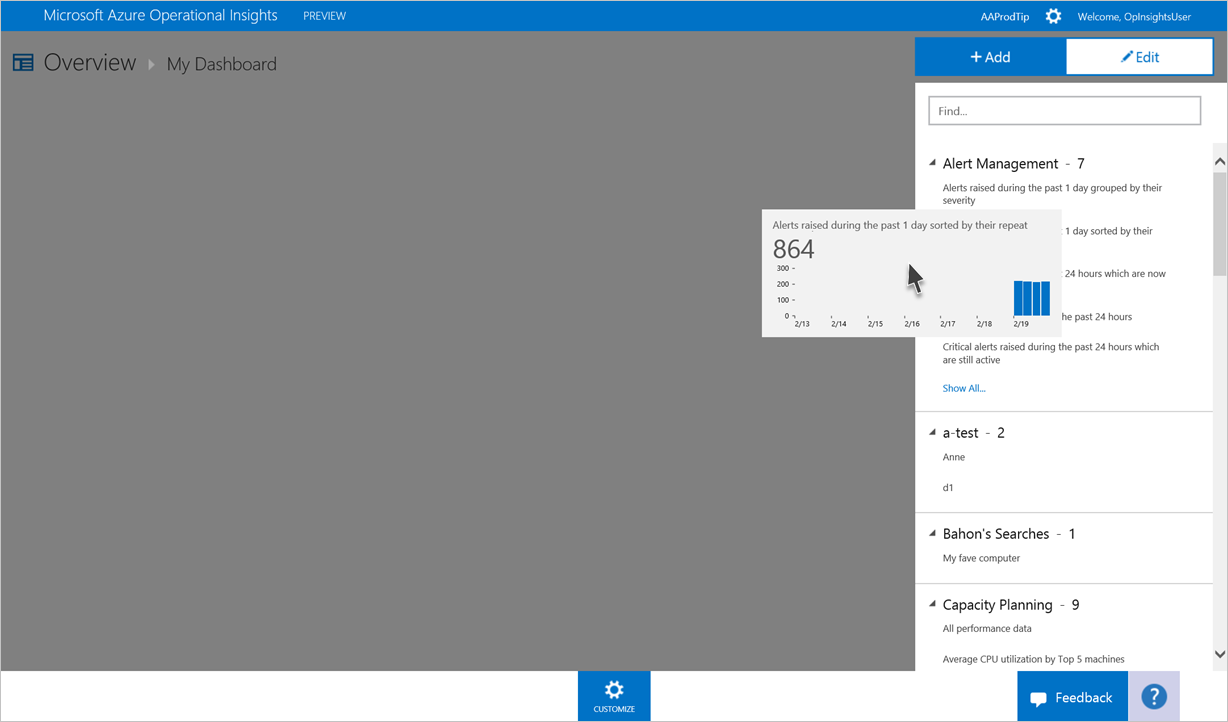 Microsoft Azure Operational Insights PREVIEW AAProdTip Welcome, OpInsightsUser
Overview My Dashboard
+ Add Edit
Find...
Alert Management - 7
Alerts raised during the past 1 day grouped by their
severity
Alerts raised during the past 1 day sorted by their repeat
864
300
200
100
0
2/13 2/14 2/15 2/16 2/17 2/18 2/19
1 day sorted by their
24 hours which are now
he past 24 hours
Critical alerts raised during the past 24 hours which
are still active
Show All...
a-test - 2
Anne
d1
Bahon's Searches - 1
My fave computer
Capacity Planning - 9
All performance data
Average CPU utilization by Top 5 machines
CUSTOMIZE
Feedback ?